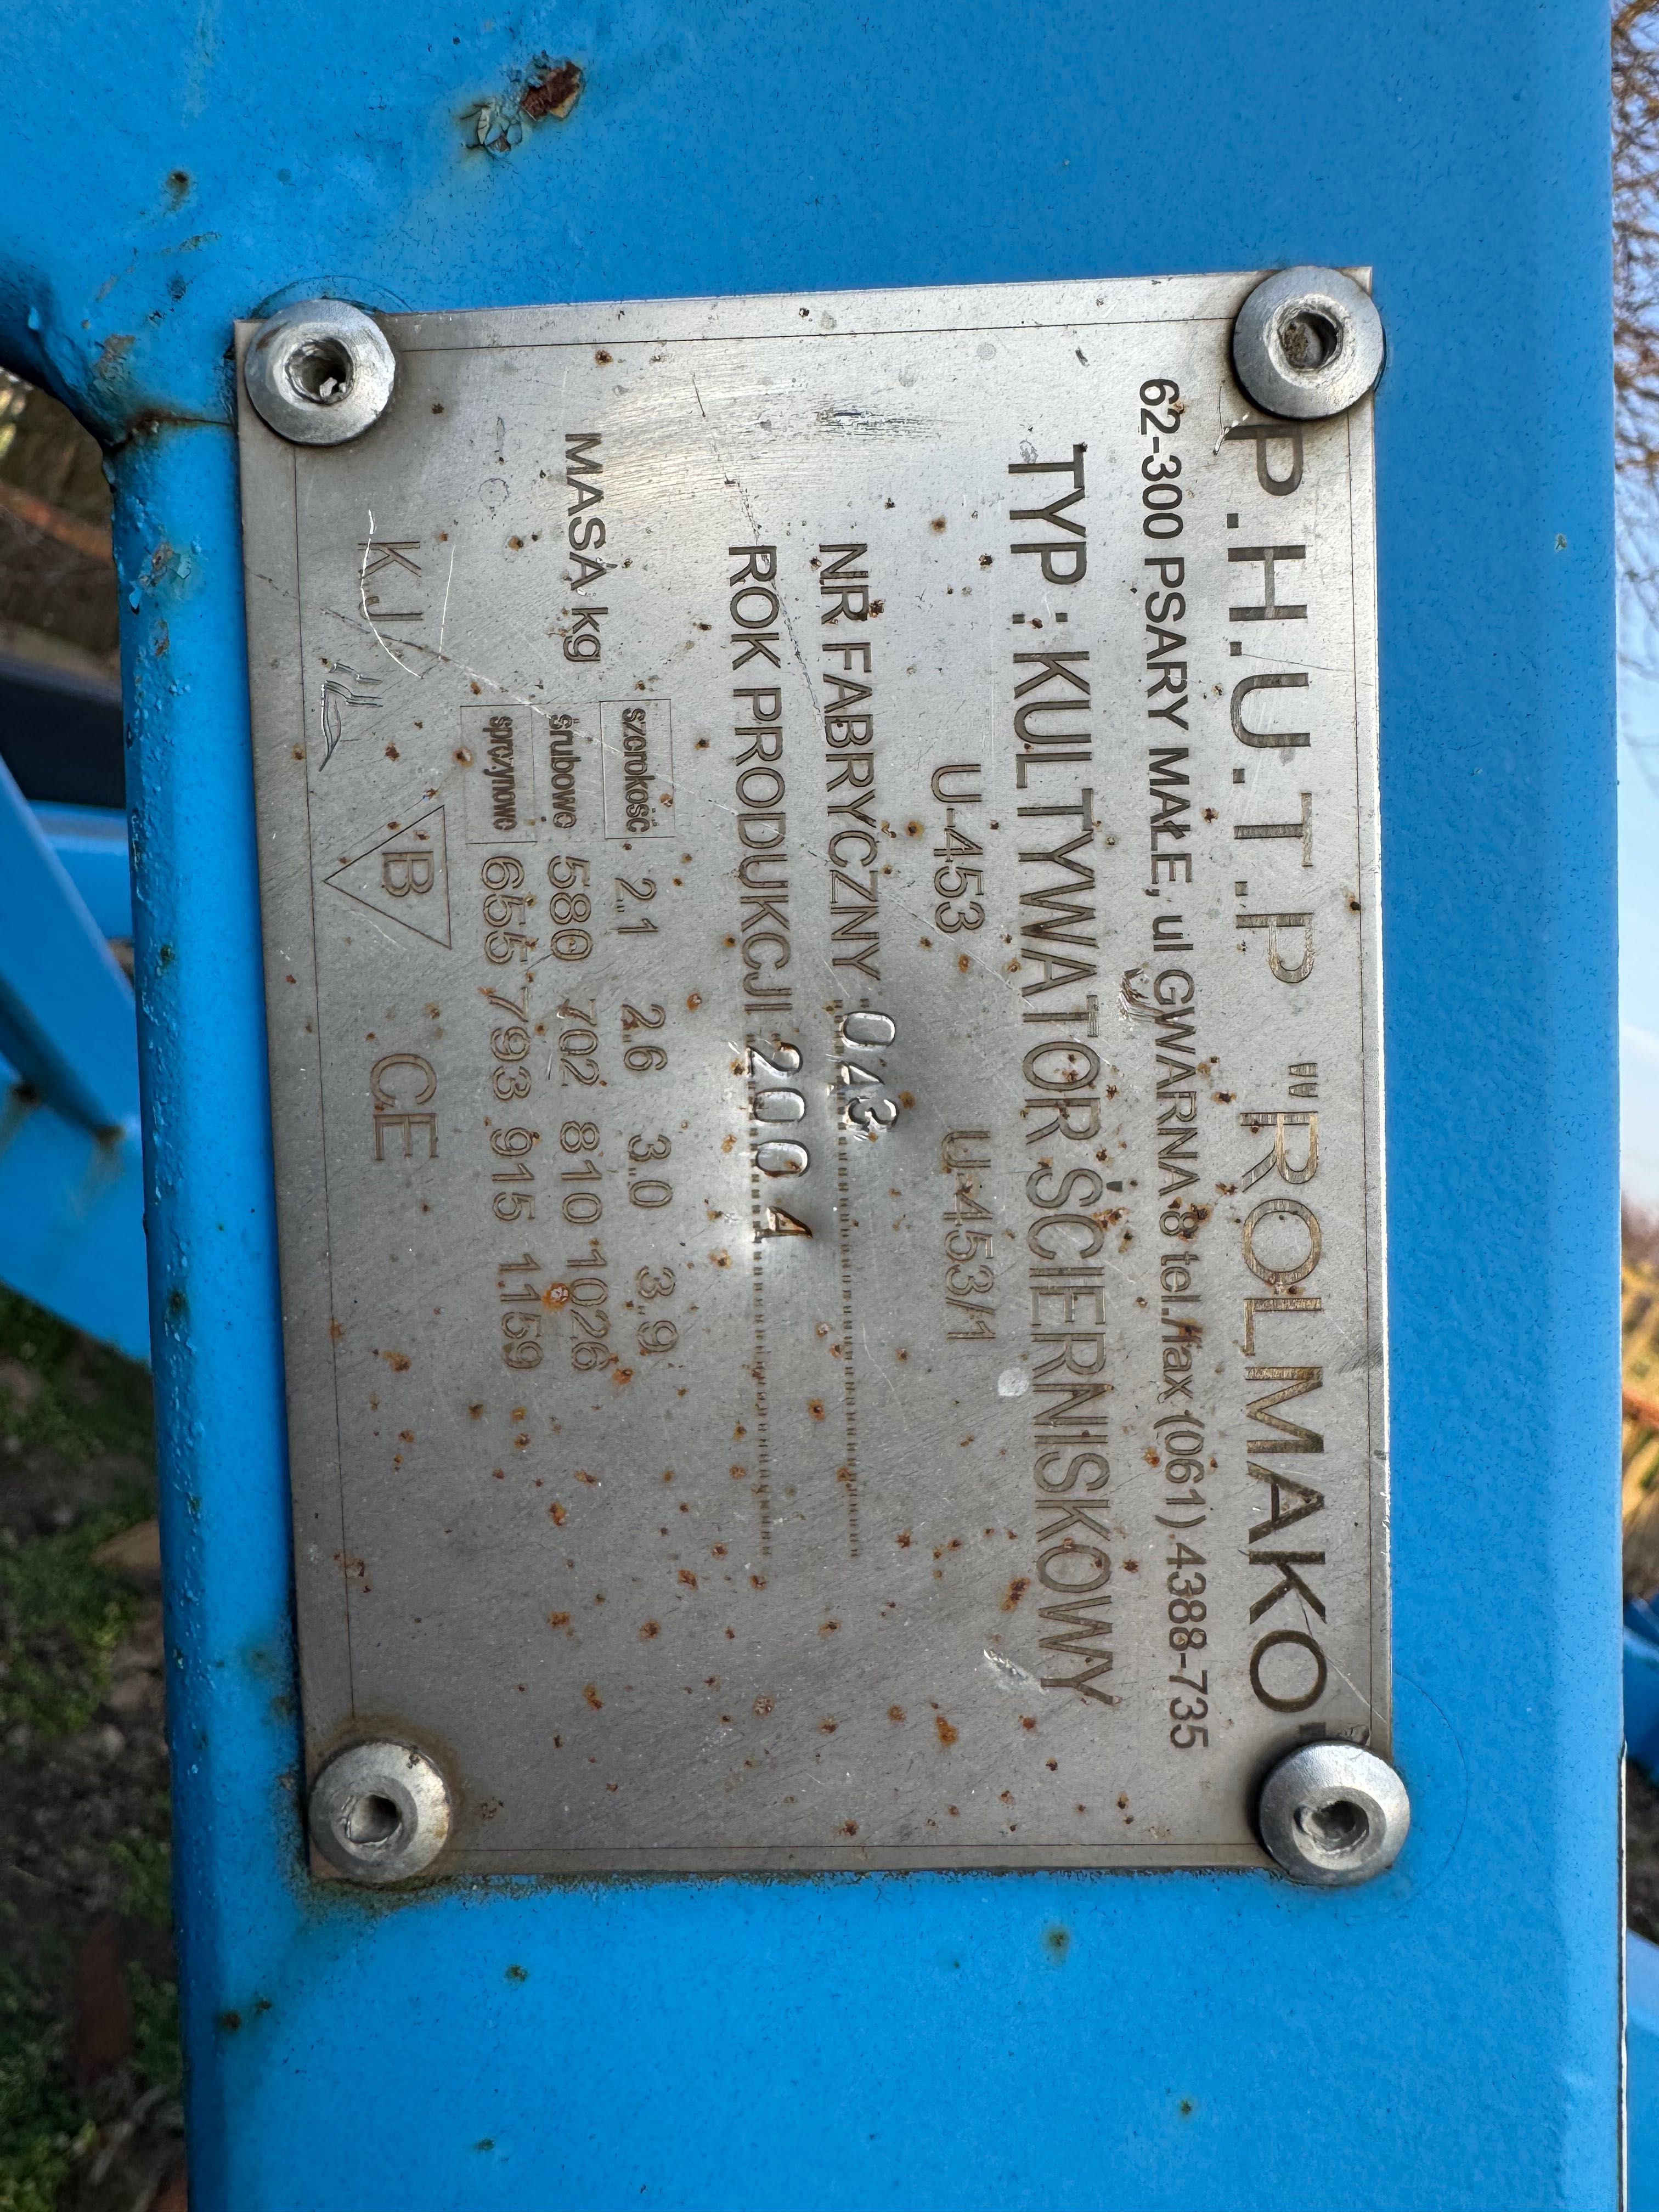 P.H.U.T.P "ROLMAKO"
62-300 PSARY MAŁE, ul GWARNA 8 tel./fax (061) 4388-735
TYP : KULTYWATOR ŚCIERNISKOWY
U-453 U-453/1
NR FABRYCZNY 043
ROK PRODUKCJI 2004
szerokość 2,1 2,6 3,0 3,9
MASA kg śrubowe 580 702 810 1026
sprężynowe 655 793 915 1159
KJ B CE